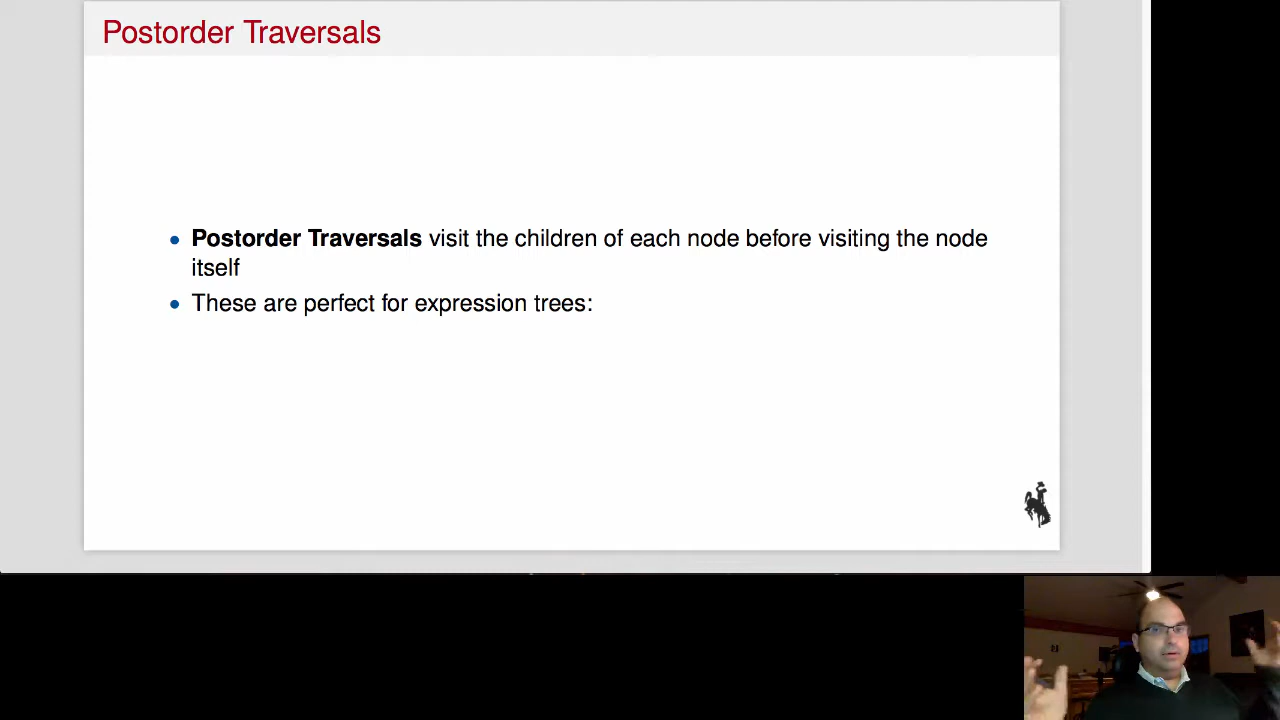 Postorder Traversals
• Postorder Traversals visit the children of each node before visiting the node
itself
• These are perfect for expression trees: